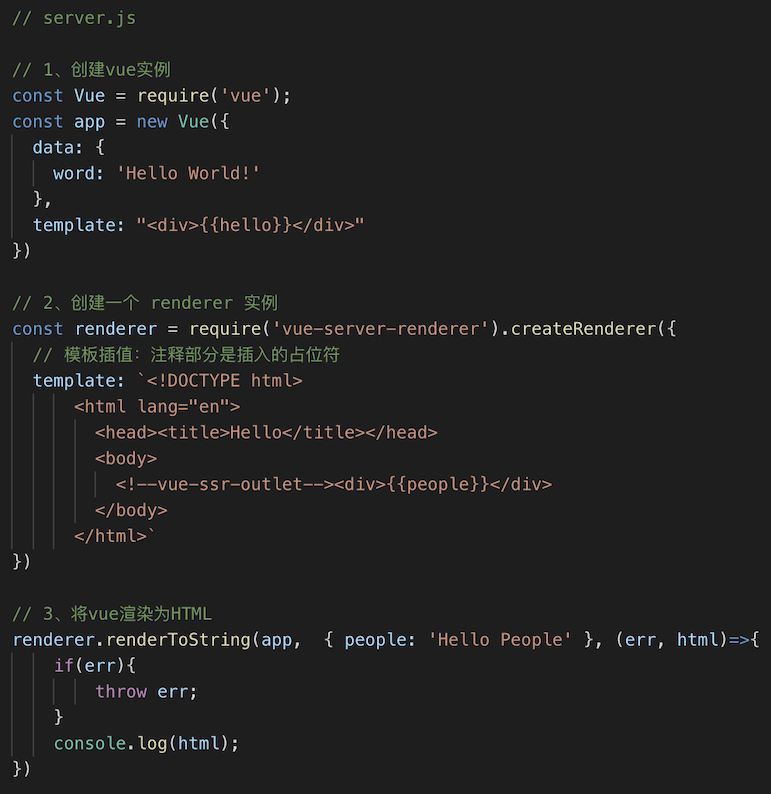 // server.js
// 1、创建vue实例
const Vue = require('vue');
const app = new Vue({
  data: {
    word: 'Hello World!'
  },
  template: "<div>{{hello}}</div>"
})
// 2、创建一个 renderer 实例
const renderer = require('vue-server-renderer').createRenderer({
  // 模板插值: 注释部分是插入的占位符
  template: `<!DOCTYPE html>
      <html lang="en">
        <head><title>Hello</title></head>
        <body>
          <!--vue-ssr-outlet--><div>{{people}}</div>
        </body>
      </html>`
})
// 3、将vue渲染为HTML
renderer.renderToString(app,  { people: 'Hello People' }, (err, html)=>{
    if(err){
        throw err;
    }
    console.log(html);
})